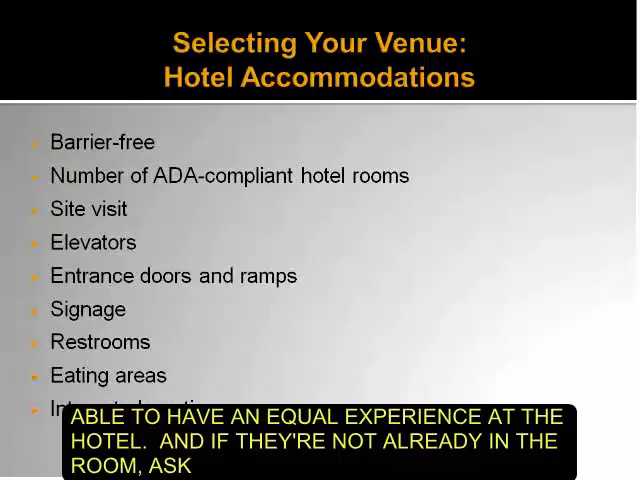 Selecting Your Venue:
Hotel Accommodations
Barrier-free
Number of ADA-compliant hotel rooms
Site visit
Elevators
Entrance doors and ramps
Signage
Restrooms
Eating areas
ABLE TO HAVE AN EQUAL EXPERIENCE AT THE
HOTEL. AND IF THEY'RE NOT ALREADY IN THE
ROOM, ASK